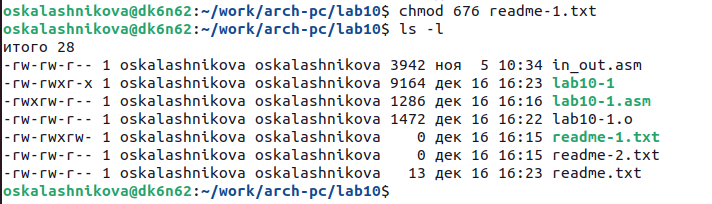 oskalashnikova@dk6n62:~/work/arch-pc/lab10$ chmod 676 readme-1.txt
oskalashnikova@dk6n62:~/work/arch-pc/lab10$ ls -l
итого 28
-rw-rw-r-- 1 oskalashnikova oskalashnikova 3942 ноя  5 10:34 in_out.asm
-rw-rwxr-x 1 oskalashnikova oskalashnikova 9164 дек 16 16:23 lab10-1
-rwxrw-r-- 1 oskalashnikova oskalashnikova 1286 дек 16 16:16 lab10-1.asm
-rw-rw-r-- 1 oskalashnikova oskalashnikova 1472 дек 16 16:22 lab10-1.o
-rw-rwxrw- 1 oskalashnikova oskalashnikova    0 дек 16 16:15 readme-1.txt
-rw-rw-r-- 1 oskalashnikova oskalashnikova    0 дек 16 16:15 readme-2.txt
-rw-rw-r-- 1 oskalashnikova oskalashnikova   13 дек 16 16:23 readme.txt
oskalashnikova@dk6n62:~/work/arch-pc/lab10$